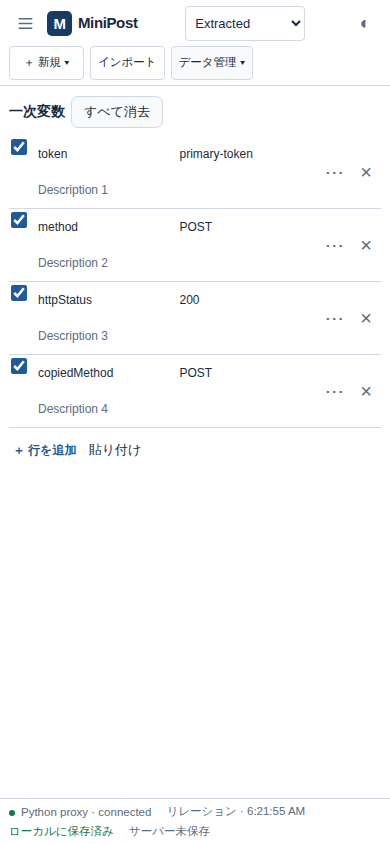 M MiniPost Extracted
＋ 新規 ▾ インポート データ管理 ▾
一次変数 すべて消去
token primary-token
Description 1
method POST
Description 2
httpStatus 200
Description 3
copiedMethod POST
Description 4
＋ 行を追加 貼り付け
Python proxy · connected リレーション · 6:21:55 AM
ローカルに保存済み サーバー未保存